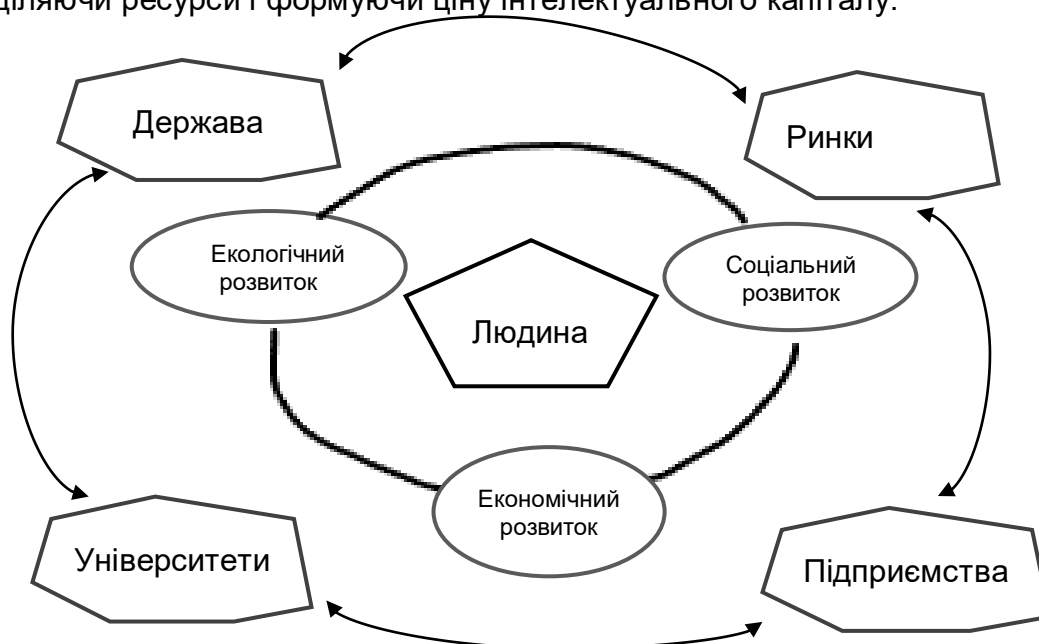 ділячи ресурси і формуючи ціну інтелектуального капіталу.
Держава
Ринки
Екологічний
розвиток
Соціальний
розвиток
Людина
Економічний
розвиток
Університети
Підприємства